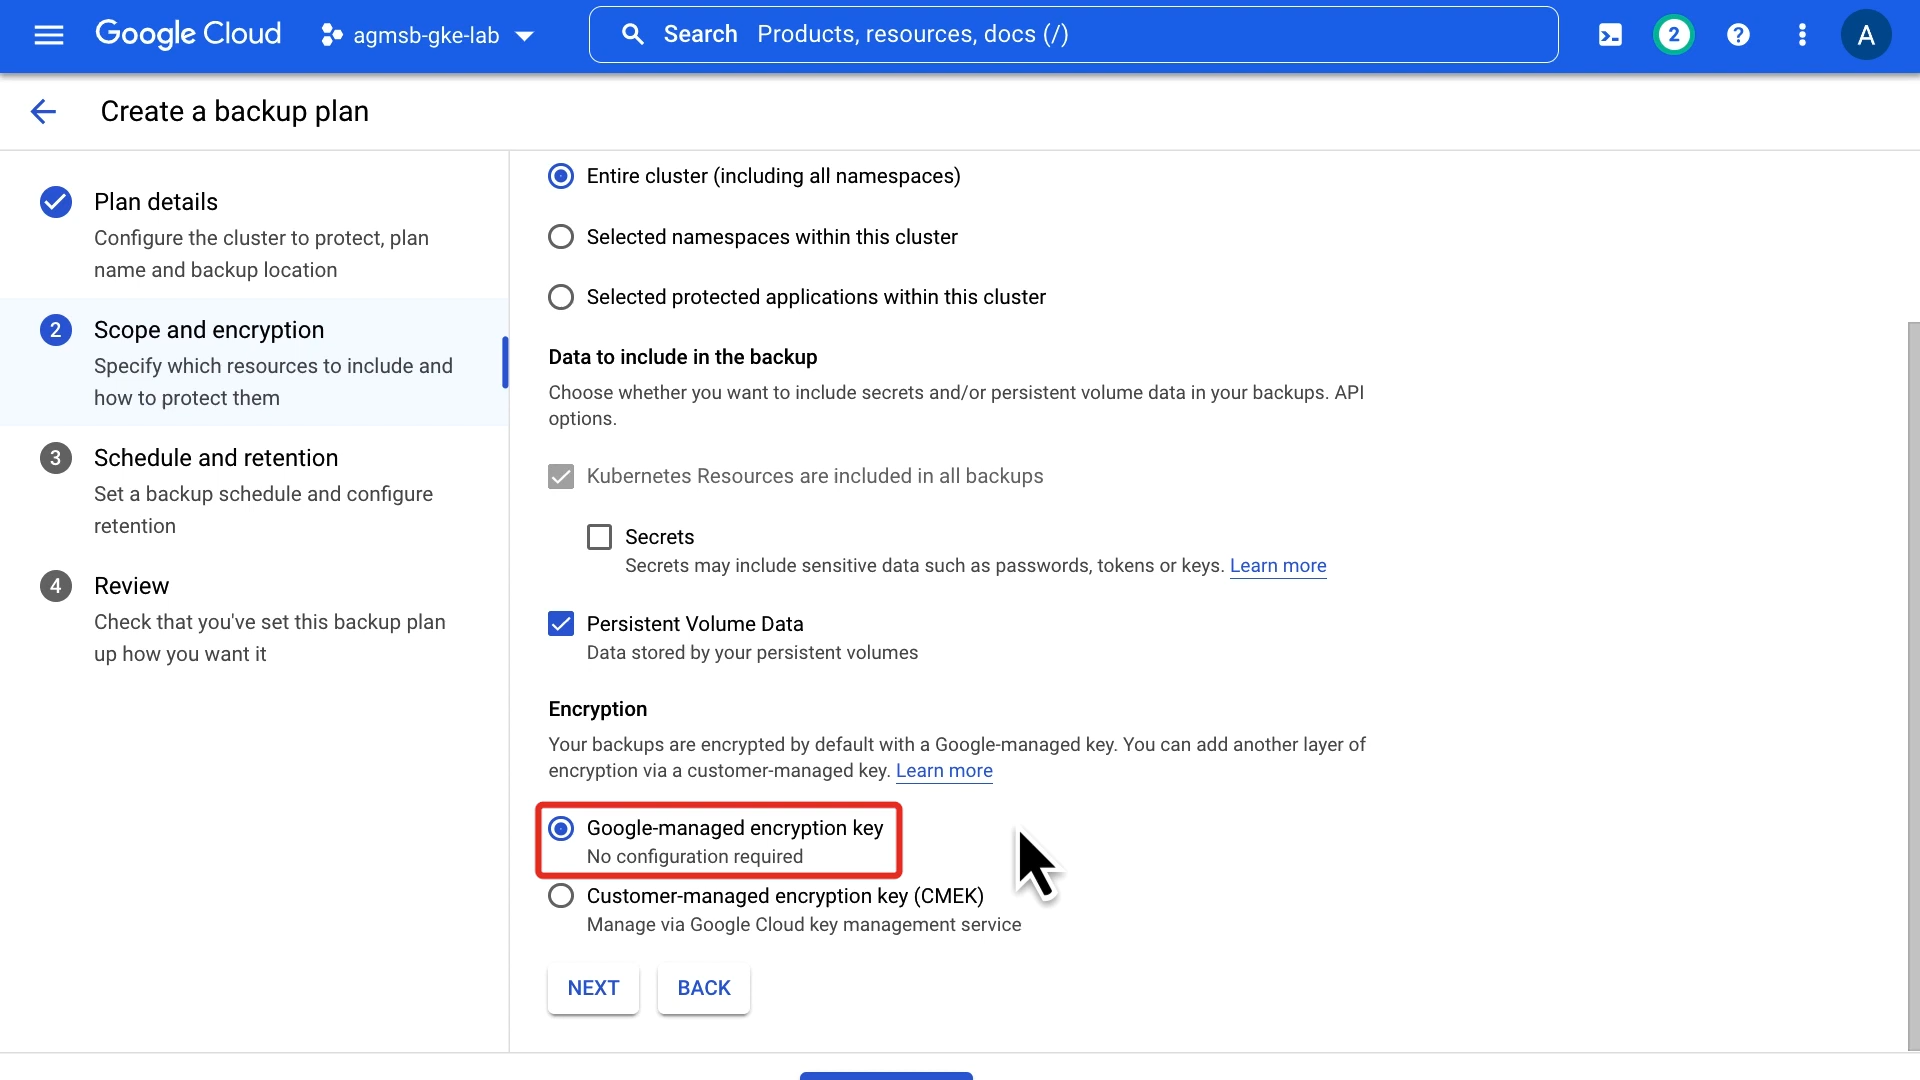 Google Cloud
agmsb-gke-lab
Search Products, resources, docs (/)
2
?
A
Create a backup plan
Plan details
Configure the cluster to protect, plan
name and backup location
2
Scope and encryption
Specify which resources to include and
how to protect them
3
Schedule and retention
Set a backup schedule and configure
retention
4
Review
Check that you've set this backup plan
up how you want it
Entire cluster (including all namespaces)
Selected namespaces within this cluster
Selected protected applications within this cluster
Data to include in the backup
Choose whether you want to include secrets and/or persistent volume data in your backups. API
options.
Kubernetes Resources are included in all backups
Secrets
Secrets may include sensitive data such as passwords, tokens or keys. Learn more
Persistent Volume Data
Data stored by your persistent volumes
Encryption
Your backups are encrypted by default with a Google-managed key. You can add another layer of
encryption via a customer-managed key. Learn more
Google-managed encryption key
No configuration required
Customer-managed encryption key (CMEK)
Manage via Google Cloud key management service
NEXT
BACK